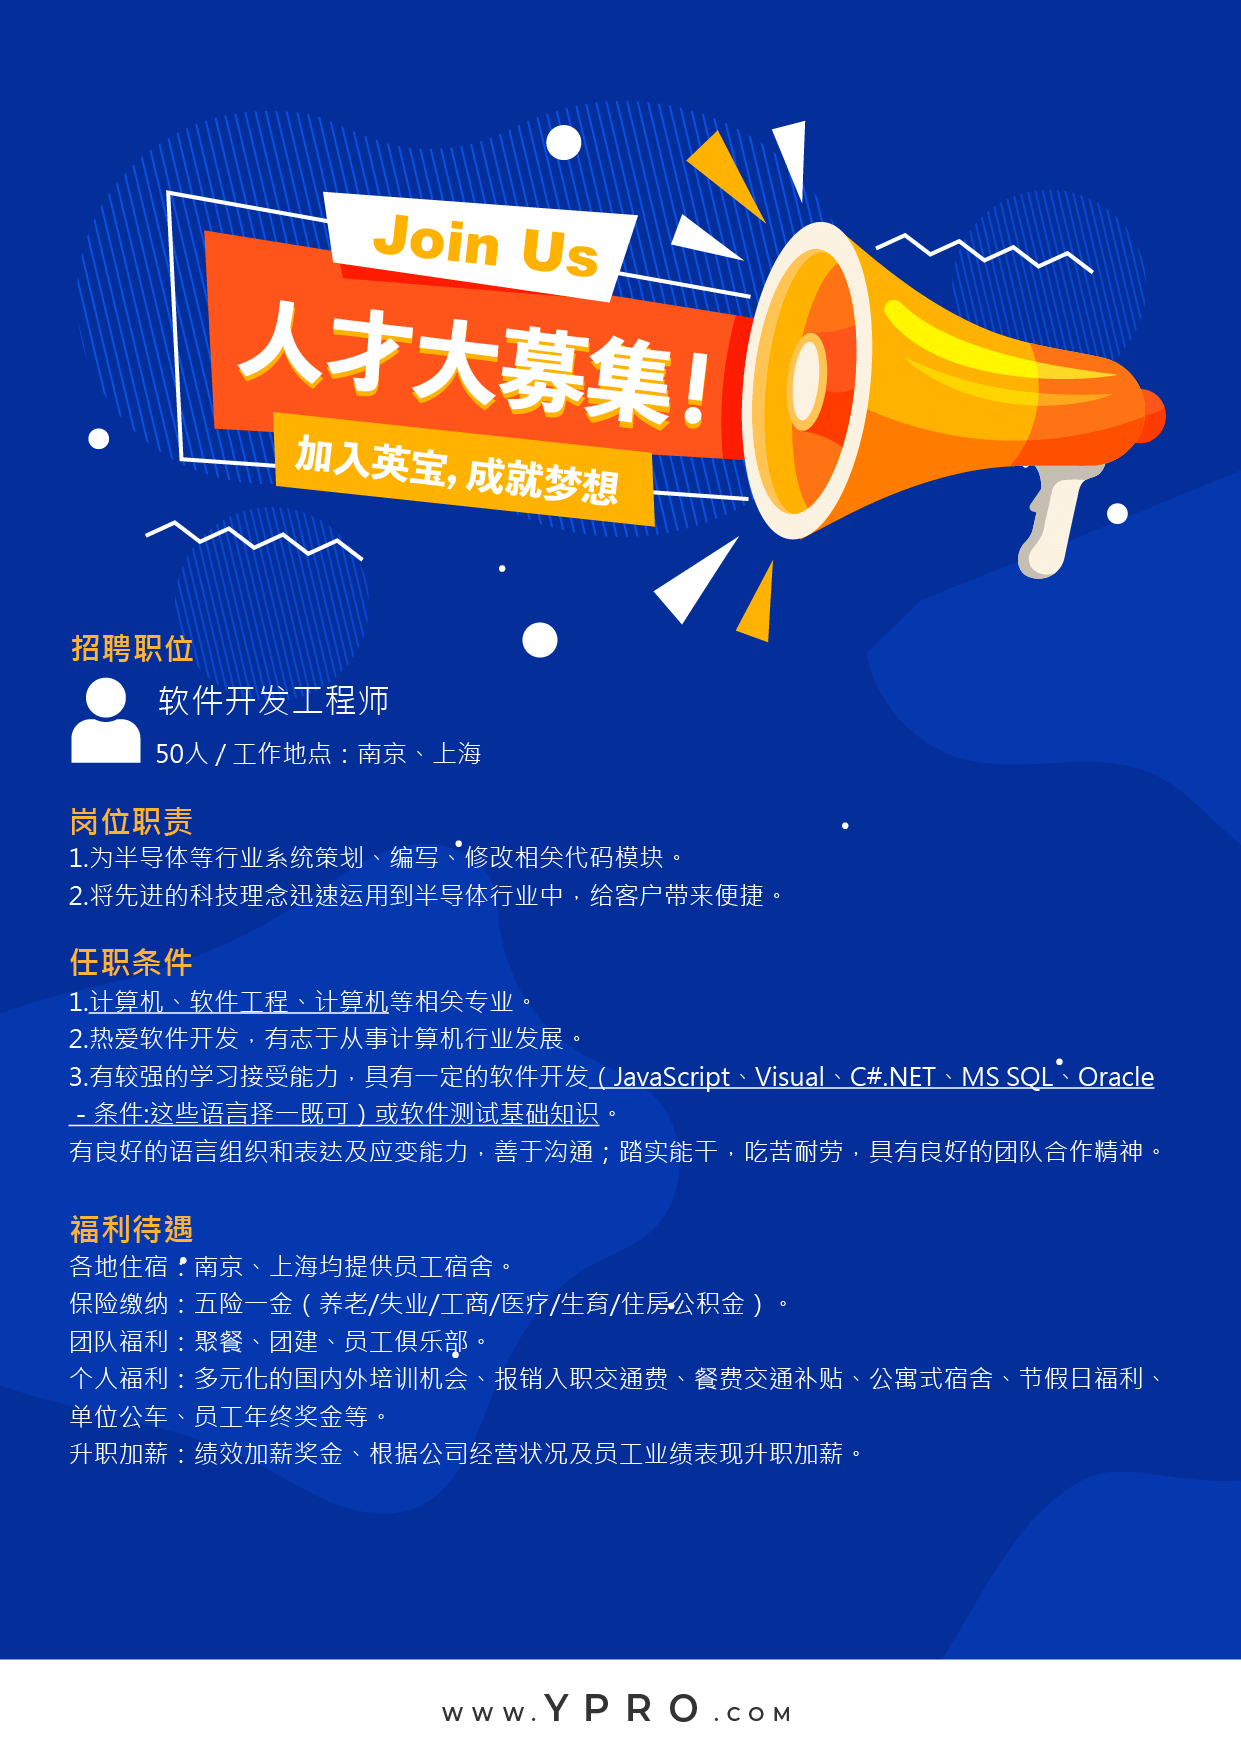 Join Us
人才大募集！
加入英宝，成就梦想
招聘职位
软件开发工程师
50人 / 工作地点：南京、上海
岗位职责
1.为半导体等行业系统策划、编写、修改相关代码模块。
2.将先进的科技理念迅速运用到半导体行业中，给客户带来便捷。
任职条件
1.计算机、软件工程、计算机等相关专业。
2.热爱软件开发，有志于从事计算机行业发展。
3.有较强的学习接受能力，具有一定的软件开发（JavaScript、Visual、C#.NET、MS SQL、Oracle
- 条件:这些语言择一既可）或软件测试基础知识。
有良好的语言组织和表达及应变能力，善于沟通；踏实能干，吃苦耐劳，具有良好的团队合作精神。
福利待遇
各地住宿：南京、上海均提供员工宿舍。
保险缴纳：五险一金（养老/失业/工商/医疗/生育/住房公积金）。
团队福利：聚餐、团建、员工俱乐部。
个人福利：多元化的国内外培训机会、报销入职交通费、餐费交通补贴、公寓式宿舍、节假日福利、
单位公车、员工年终奖金等。
升职加薪：绩效加薪奖金、根据公司经营状况及员工业绩表现升职加薪。
www.YPRO.COM